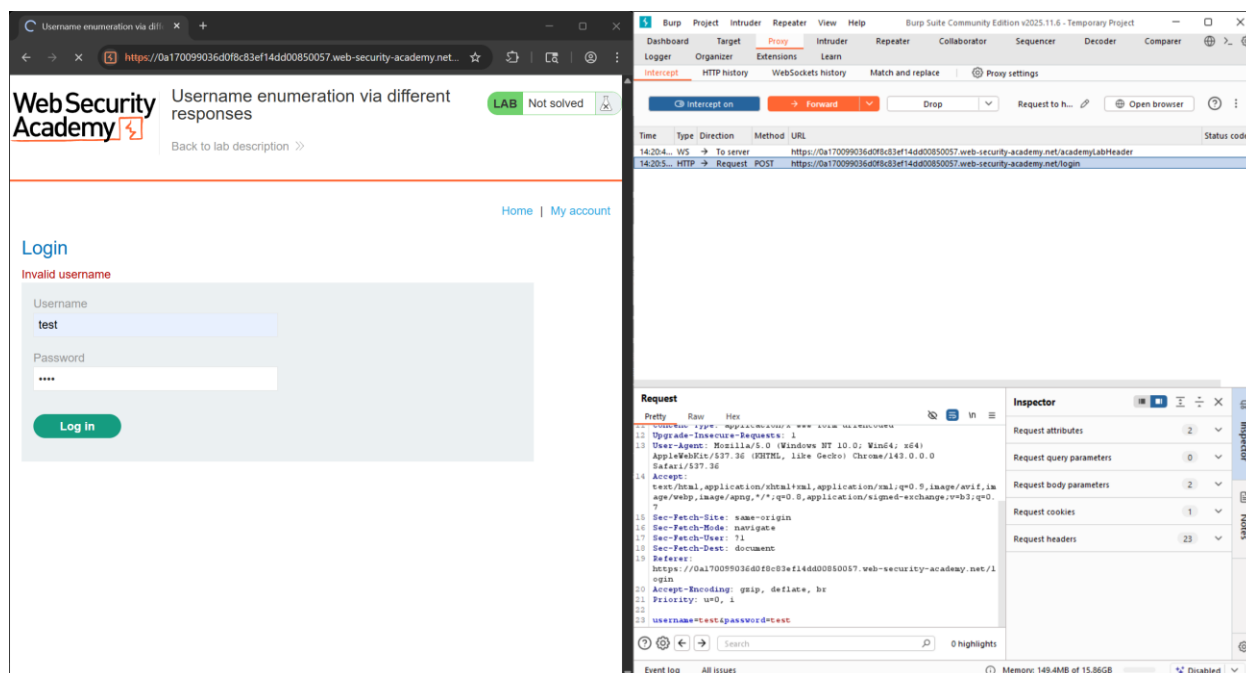 Username enumeration via diffe
https://0a170099036d0f8c83ef14dd00850057.web-security-academy.net...
Web Security
Academy
Username enumeration via different
responses
Back to lab description
LAB Not solved
Home | My account
Login
Invalid username
Username
test
Password
••••
Log in
Burp Project Intruder Repeater View Help Burp Suite Community Edition v2025.11.6 - Temporary Project
Dashboard Target Proxy Intruder Repeater Collaborator Sequencer Decoder Comparer
Logger Organizer Extensions Learn
Intercept HTTP history WebSockets history Match and replace Proxy settings
Intercept on Forward Drop Request to h... Open browser
Time Type Direction Method URL Status code
14:20:4... WS → To server https://0a170099036d0f8c83ef14dd00850057.web-security-academy.net/academyLabHeader
14:20:5... HTTP → Request POST https://0a170099036d0f8c83ef14dd00850057.web-security-academy.net/login
Request
Pretty Raw Hex
12 Upgrade-Insecure-Requests: 1
13 User-Agent: Mozilla/5.0 (Windows NT 10.0; Win64; x64)
AppleWebKit/537.36 (KHTML, like Gecko) Chrome/143.0.0.0
Safari/537.36
14 Accept:
text/html,application/xhtml+xml,application/xml;q=0.9,image/avif,im
age/webp,image/apng,*/*;q=0.8,application/signed-exchange;v=b3;q=0.
7
15 Sec-Fetch-Site: same-origin
16 Sec-Fetch-Mode: navigate
17 Sec-Fetch-User: ?1
18 Sec-Fetch-Dest: document
19 Referer:
https://0a170099036d0f8c83ef14dd00850057.web-security-academy.net/l
ogin
20 Accept-Encoding: gzip, deflate, br
21 Priority: u=0, i
22
23 username=test&password=test
Search 0 highlights
Inspector
Request attributes 2
Request query parameters 0
Request body parameters 2
Request cookies 1
Request headers 23
Inspector
Notes
Event log All issues Memory: 149.4MB of 15.86GB Disabled